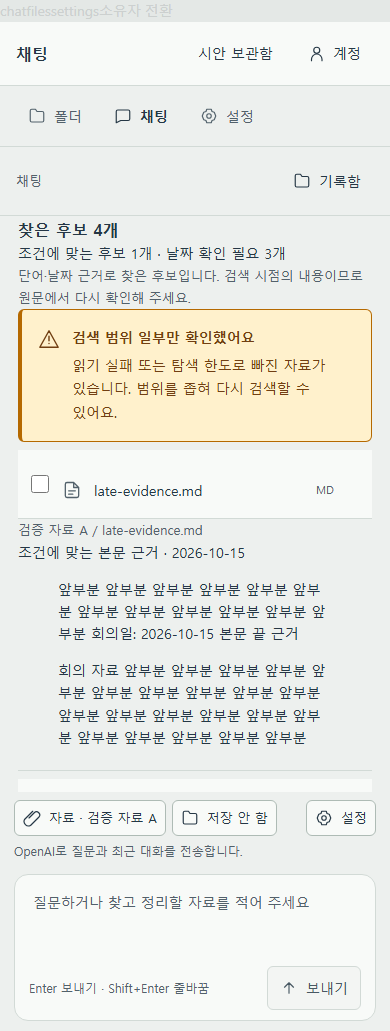 chatfilessettings소유자 전환
채팅
시안 보관함
계정
폴더
채팅
설정
채팅
기록함
찾은 후보 4개
조건에 맞는 후보 1개 · 날짜 확인 필요 3개
단어·날짜 근거로 찾은 후보입니다. 검색 시점의 내용이므로
원문에서 다시 확인해 주세요.
검색 범위 일부만 확인했어요
읽기 실패 또는 탐색 한도로 빠진 자료가
있습니다. 범위를 좁혀 다시 검색할 수
있어요.
late-evidence.md
MD
검증 자료 A / late-evidence.md
조건에 맞는 본문 근거 · 2026-10-15
앞부분 앞부분 앞부분 앞부분 앞부분 앞부
분 앞부분 앞부분 앞부분 앞부분 앞부분 앞
부분 회의일: 2026-10-15 본문 끝 근거
회의 자료 앞부분 앞부분 앞부분 앞부분 앞
부분 앞부분 앞부분 앞부분 앞부분 앞부분
앞부분 앞부분 앞부분 앞부분 앞부분 앞부
분 앞부분 앞부분 앞부분 앞부분 앞부분
자료 · 검증 자료 A
저장 안 함
설정
OpenAI로 질문과 최근 대화를 전송합니다.
질문하거나 찾고 정리할 자료를 적어 주세요
Enter 보내기 · Shift+Enter 줄바꿈
보내기